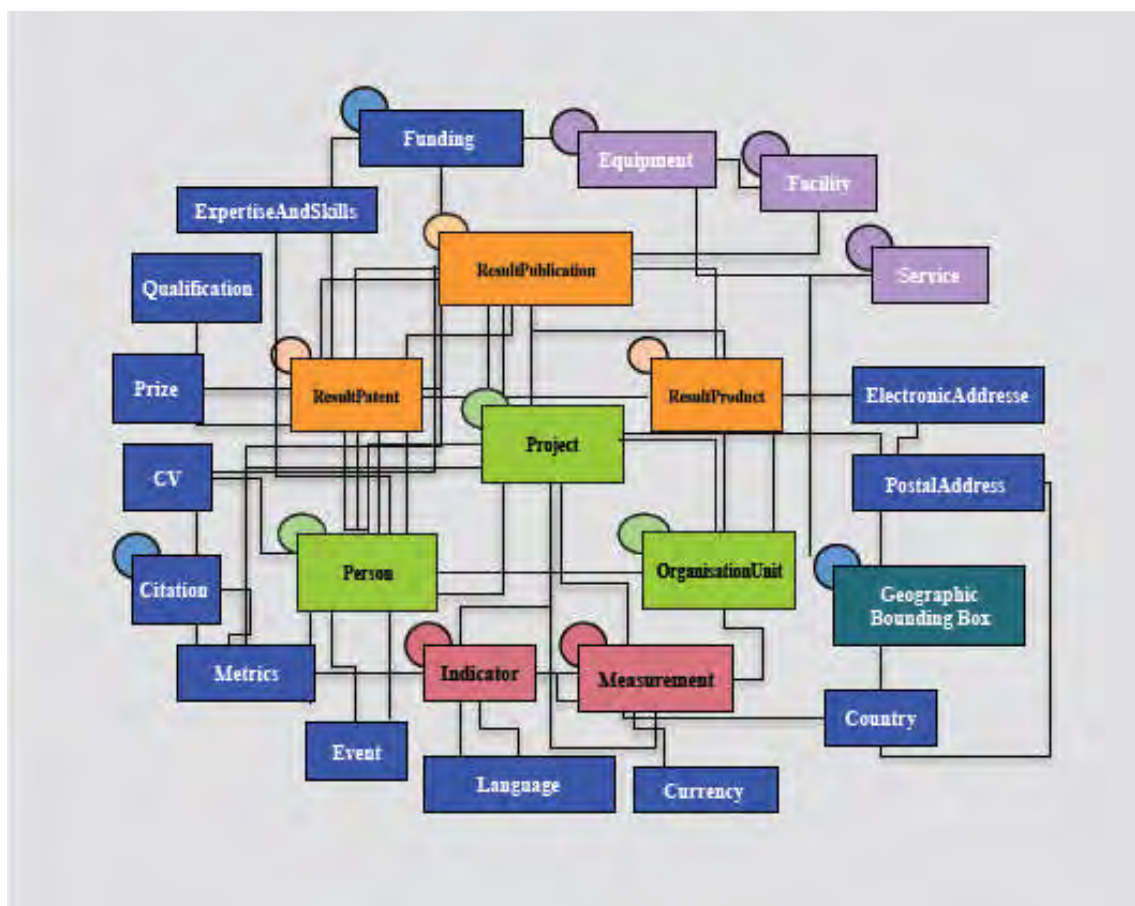 Funding
Equipment
Facility
ExpertiseAndSkills
ResultPublication
Service
Qualification
Prize
ResultPatent
ResultProduct
ElectronicAddresse
Project
CV
PostalAddress
Person
OrganisationUnit
Citation
Geographic
Bounding Box
Metrics
Indicator
Measurement
Country
Event
Language
Currency